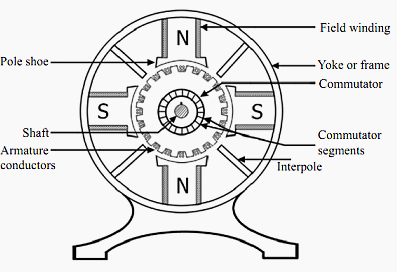 Field winding
N
Pole shoe
Yoke or frame
Commutator
S
S
Shaft
Commutator
segments
Armature
conductors
Interpole
N